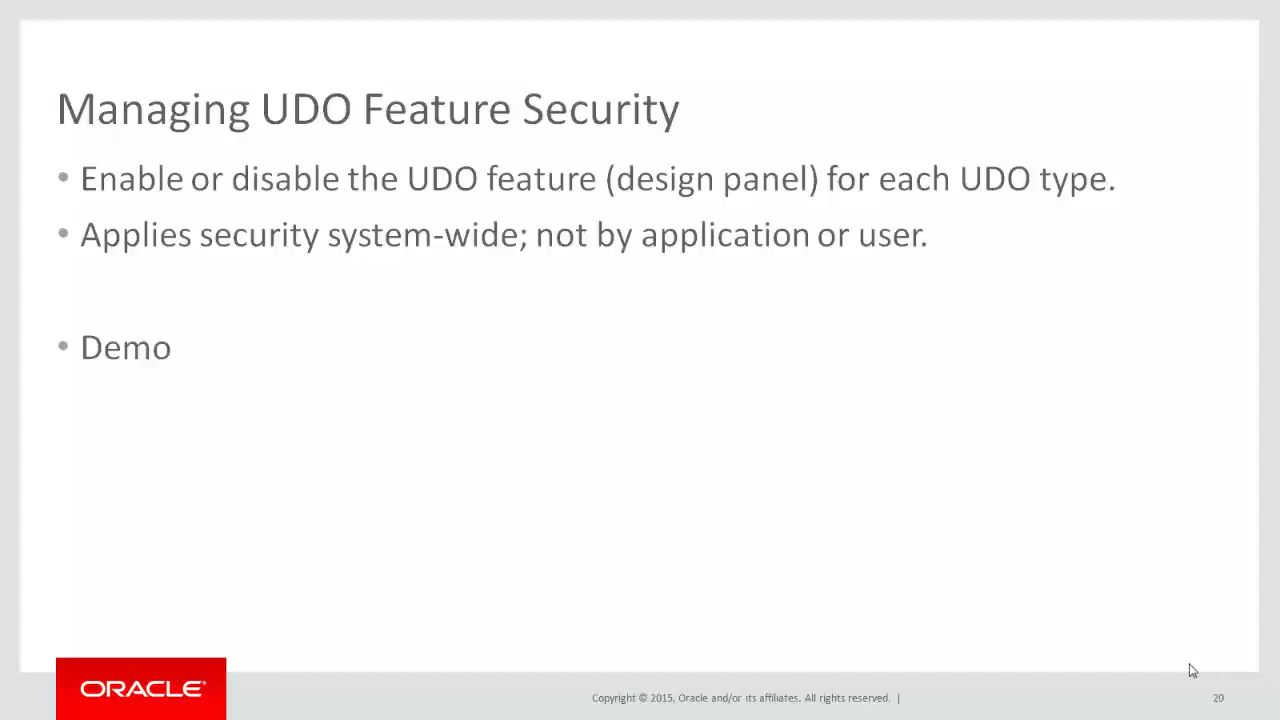 Managing UDO Feature Security
• Enable or disable the UDO feature (design panel) for each UDO type.
• Applies security system-wide; not by application or user.
• Demo
ORACLE®
Copyright © 2015, Oracle and/or its affiliates. All rights reserved. |
20